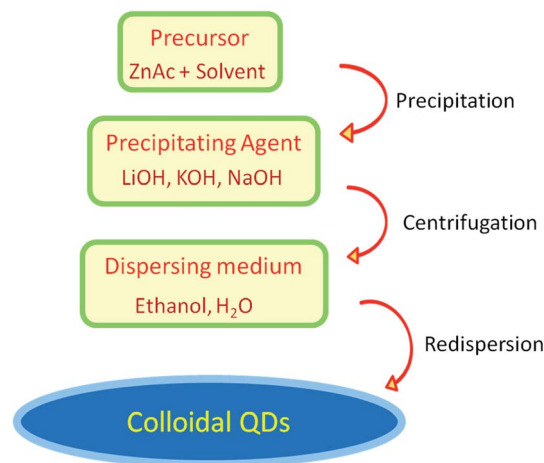 Precursor
ZnAc + Solvent
Precipitation
Precipitating Agent
LiOH, KOH, NaOH
Centrifugation
Dispersing medium
Ethanol, H₂O
Redispersion
Colloidal QDs